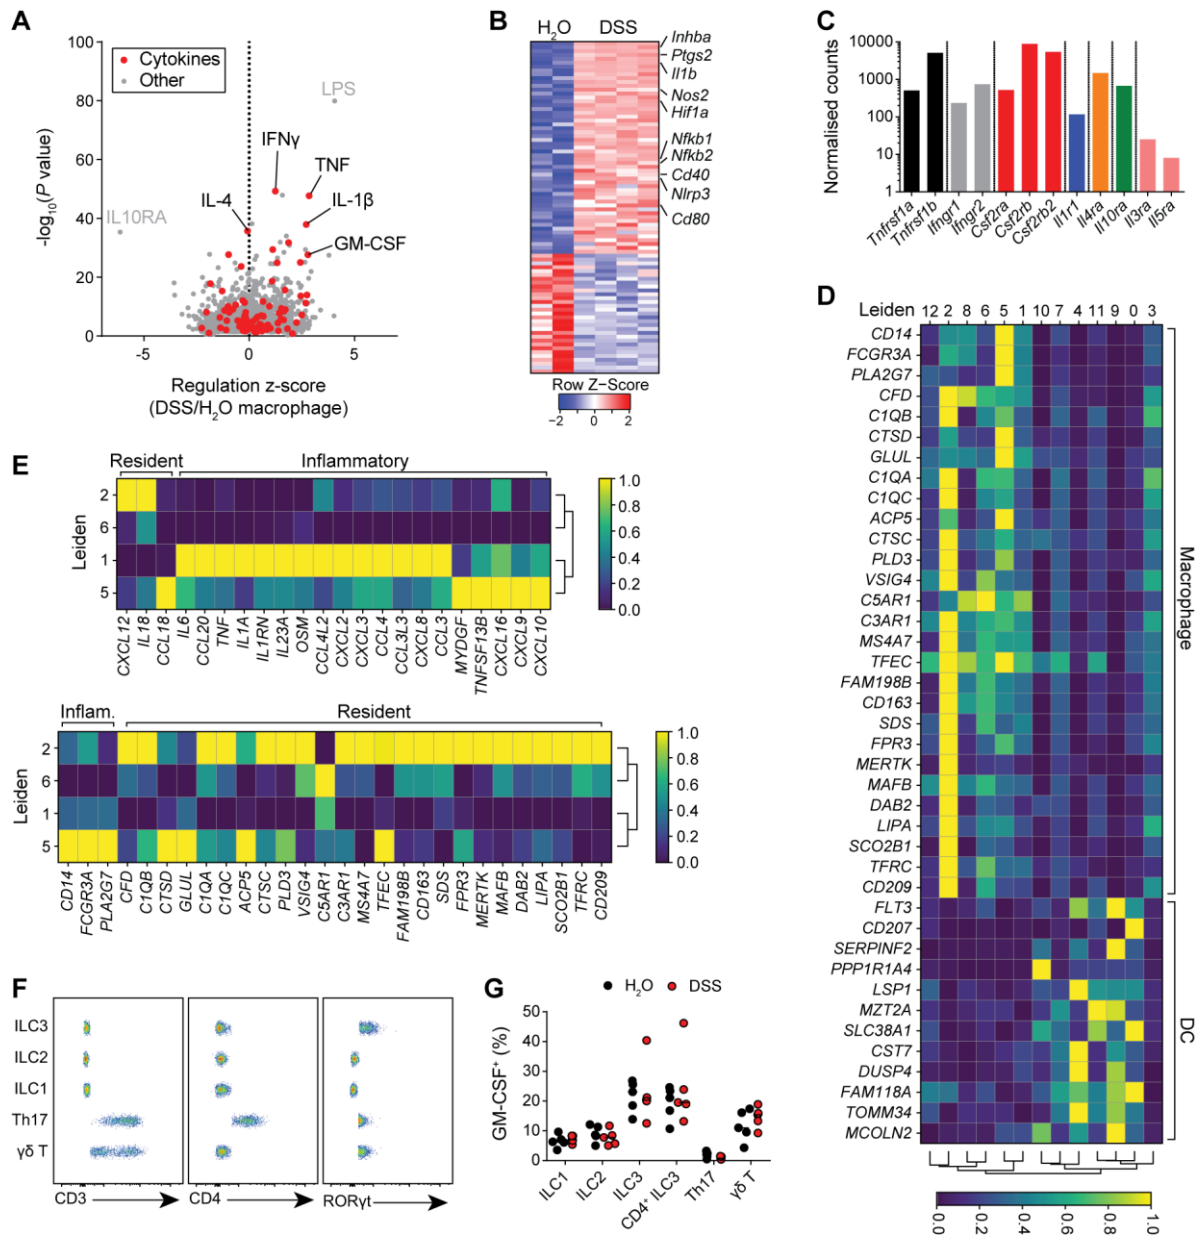 A
100
80
60
40
20
0
-log10(P value)
Cytokines
Other
LPS
IFNγ
TNF
IL-4
IL-1β
IL10RA
GM-CSF
-5
0
5
Regulation z-score
(DSS/H2O macrophage)
B
H2O
DSS
Inhba
Ptgs2
Il1b
Nos2
Hif1a
Nfkb1
Nfkb2
Cd40
Nlrp3
Cd80
Row Z−Score
−2
0
2
C
Normalised counts
10000
1000
100
10
1
Tnfrsf1a
Tnfrsf1b
Ifngr1
Ifngr2
Csf2ra
Csf2rb
Csf2rb2
Il1r1
Il4ra
Il10ra
Il3ra
Il5ra
D
Leiden 12 2 8 6 5 1 10 7 4 11 9 0 3
CD14
FCGR3A
PLA2G7
CFD
C1QB
CTSD
GLUL
C1QA
C1QC
ACP5
CTSC
PLD3
VSIG4
C5AR1
C3AR1
MS4A7
TFEC
FAM198B
CD163
SDS
FPR3
MERTK
MAFB
DAB2
LIPA
SCO2B1
TFRC
CD209
FLT3
CD207
SERPINF2
PPP1R1A4
LSP1
MZT2A
SLC38A1
CST7
DUSP4
FAM118A
TOMM34
MCOLN2
Macrophage
DC
0.0
0.2
0.4
0.6
0.8
1.0
E
Resident
Inflammatory
Leiden
2
6
1
5
1.0
0.8
0.6
0.4
0.2
0.0
CXCL12
IL18
CCL18
IL6
CCL20
TNF
IL1A
IL1RN
IL23A
OSM
CCL4L2
CXCL2
CXCL3
CCL4
CCL3L3
CXCL8
CCL3
MYDGF
TNFSF13B
CXCL16
CXCL9
CXCL10
Inflam.
Resident
Leiden
2
6
1
5
1.0
0.8
0.6
0.4
0.2
0.0
CD14
FCGR3A
PLA2G7
CFD
C1QB
CTSD
GLUL
C1QA
C1QC
ACP5
CTSC
PLD3
VSIG4
C5AR1
C3AR1
MS4A7
TFEC
FAM198B
CD163
SDS
FPR3
MERTK
MAFB
DAB2
LIPA
SCO2B1
TFRC
CD209
F
ILC3
ILC2
ILC1
Th17
γδ T
CD3
CD4
RORγt
G
H2O
DSS
GM-CSF+ (%)
50
40
30
20
10
0
ILC1
ILC2
ILC3
CD4+ ILC3
Th17
γδ T